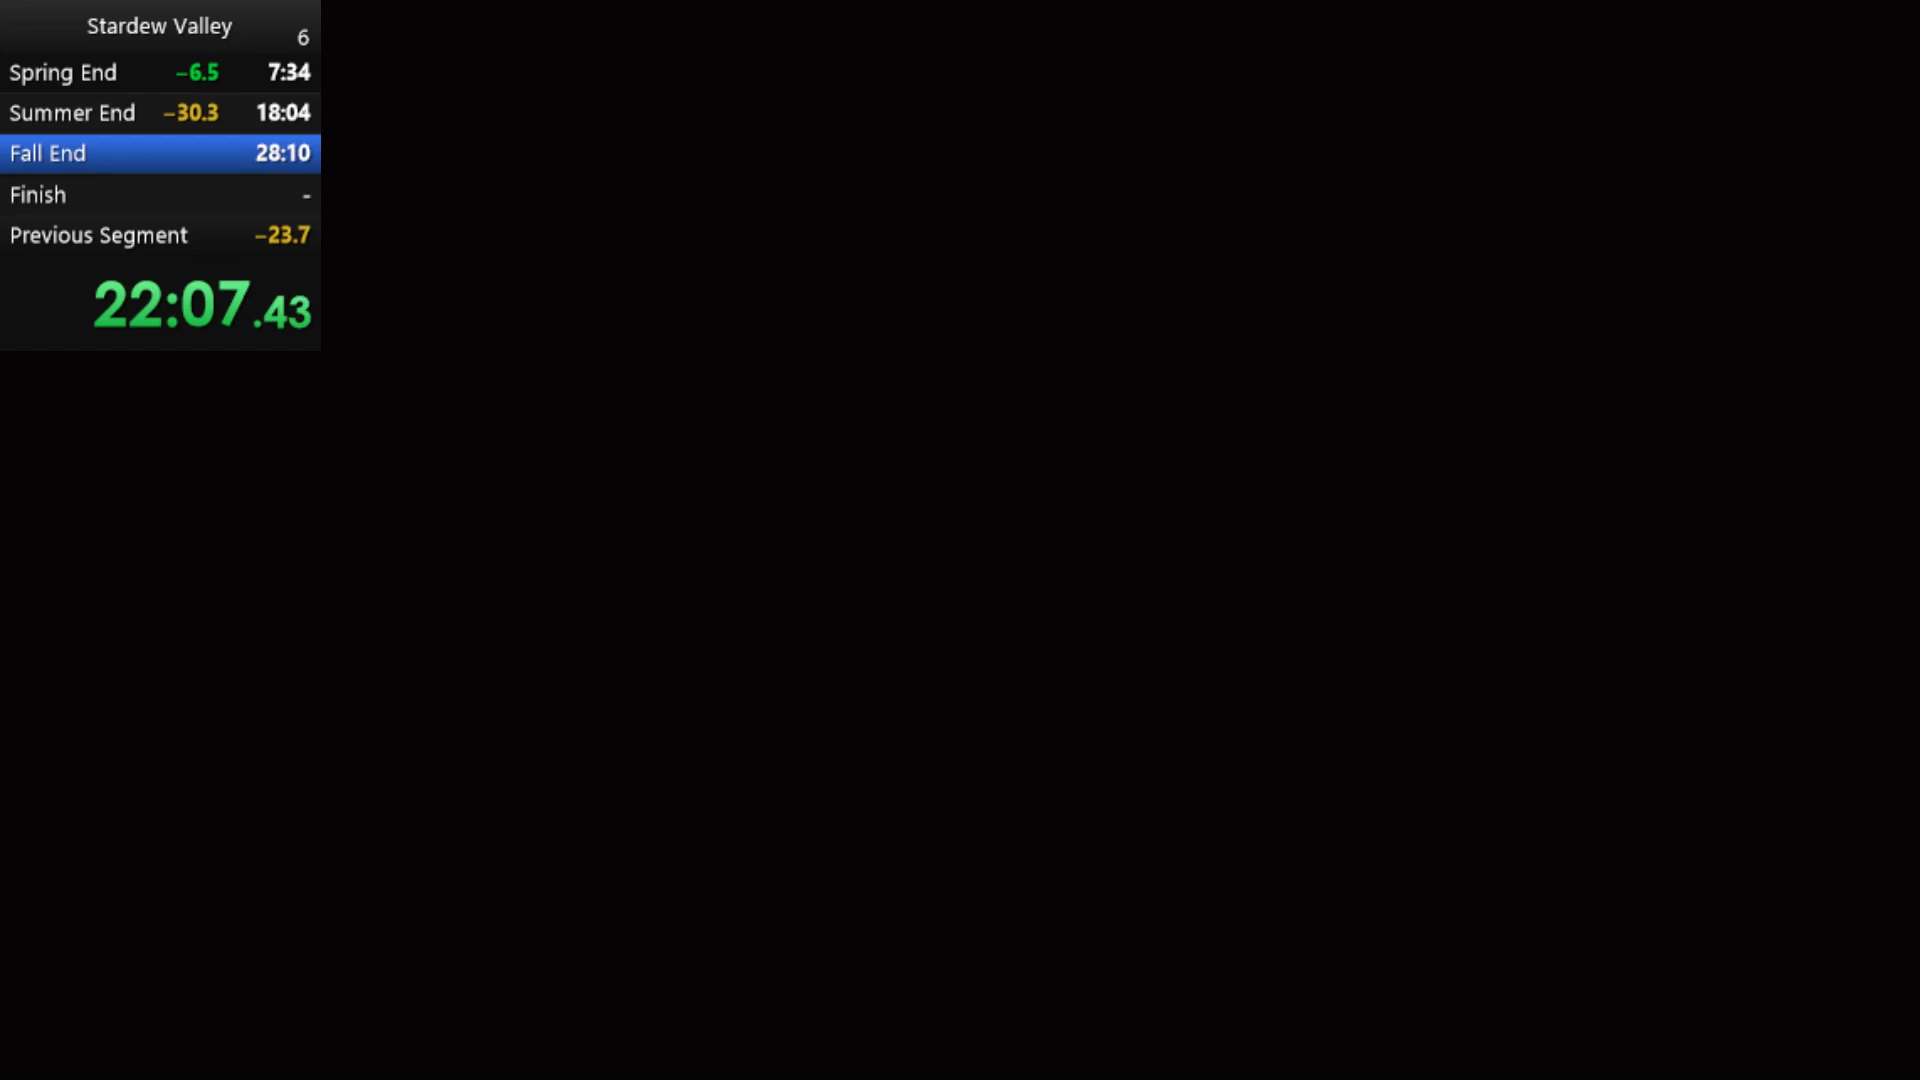 Stardew Valley
6
Spring End −6.5 7:34
Summer End −30.3 18:04
Fall End 28:10
Finish -
Previous Segment −23.7
22:07.43